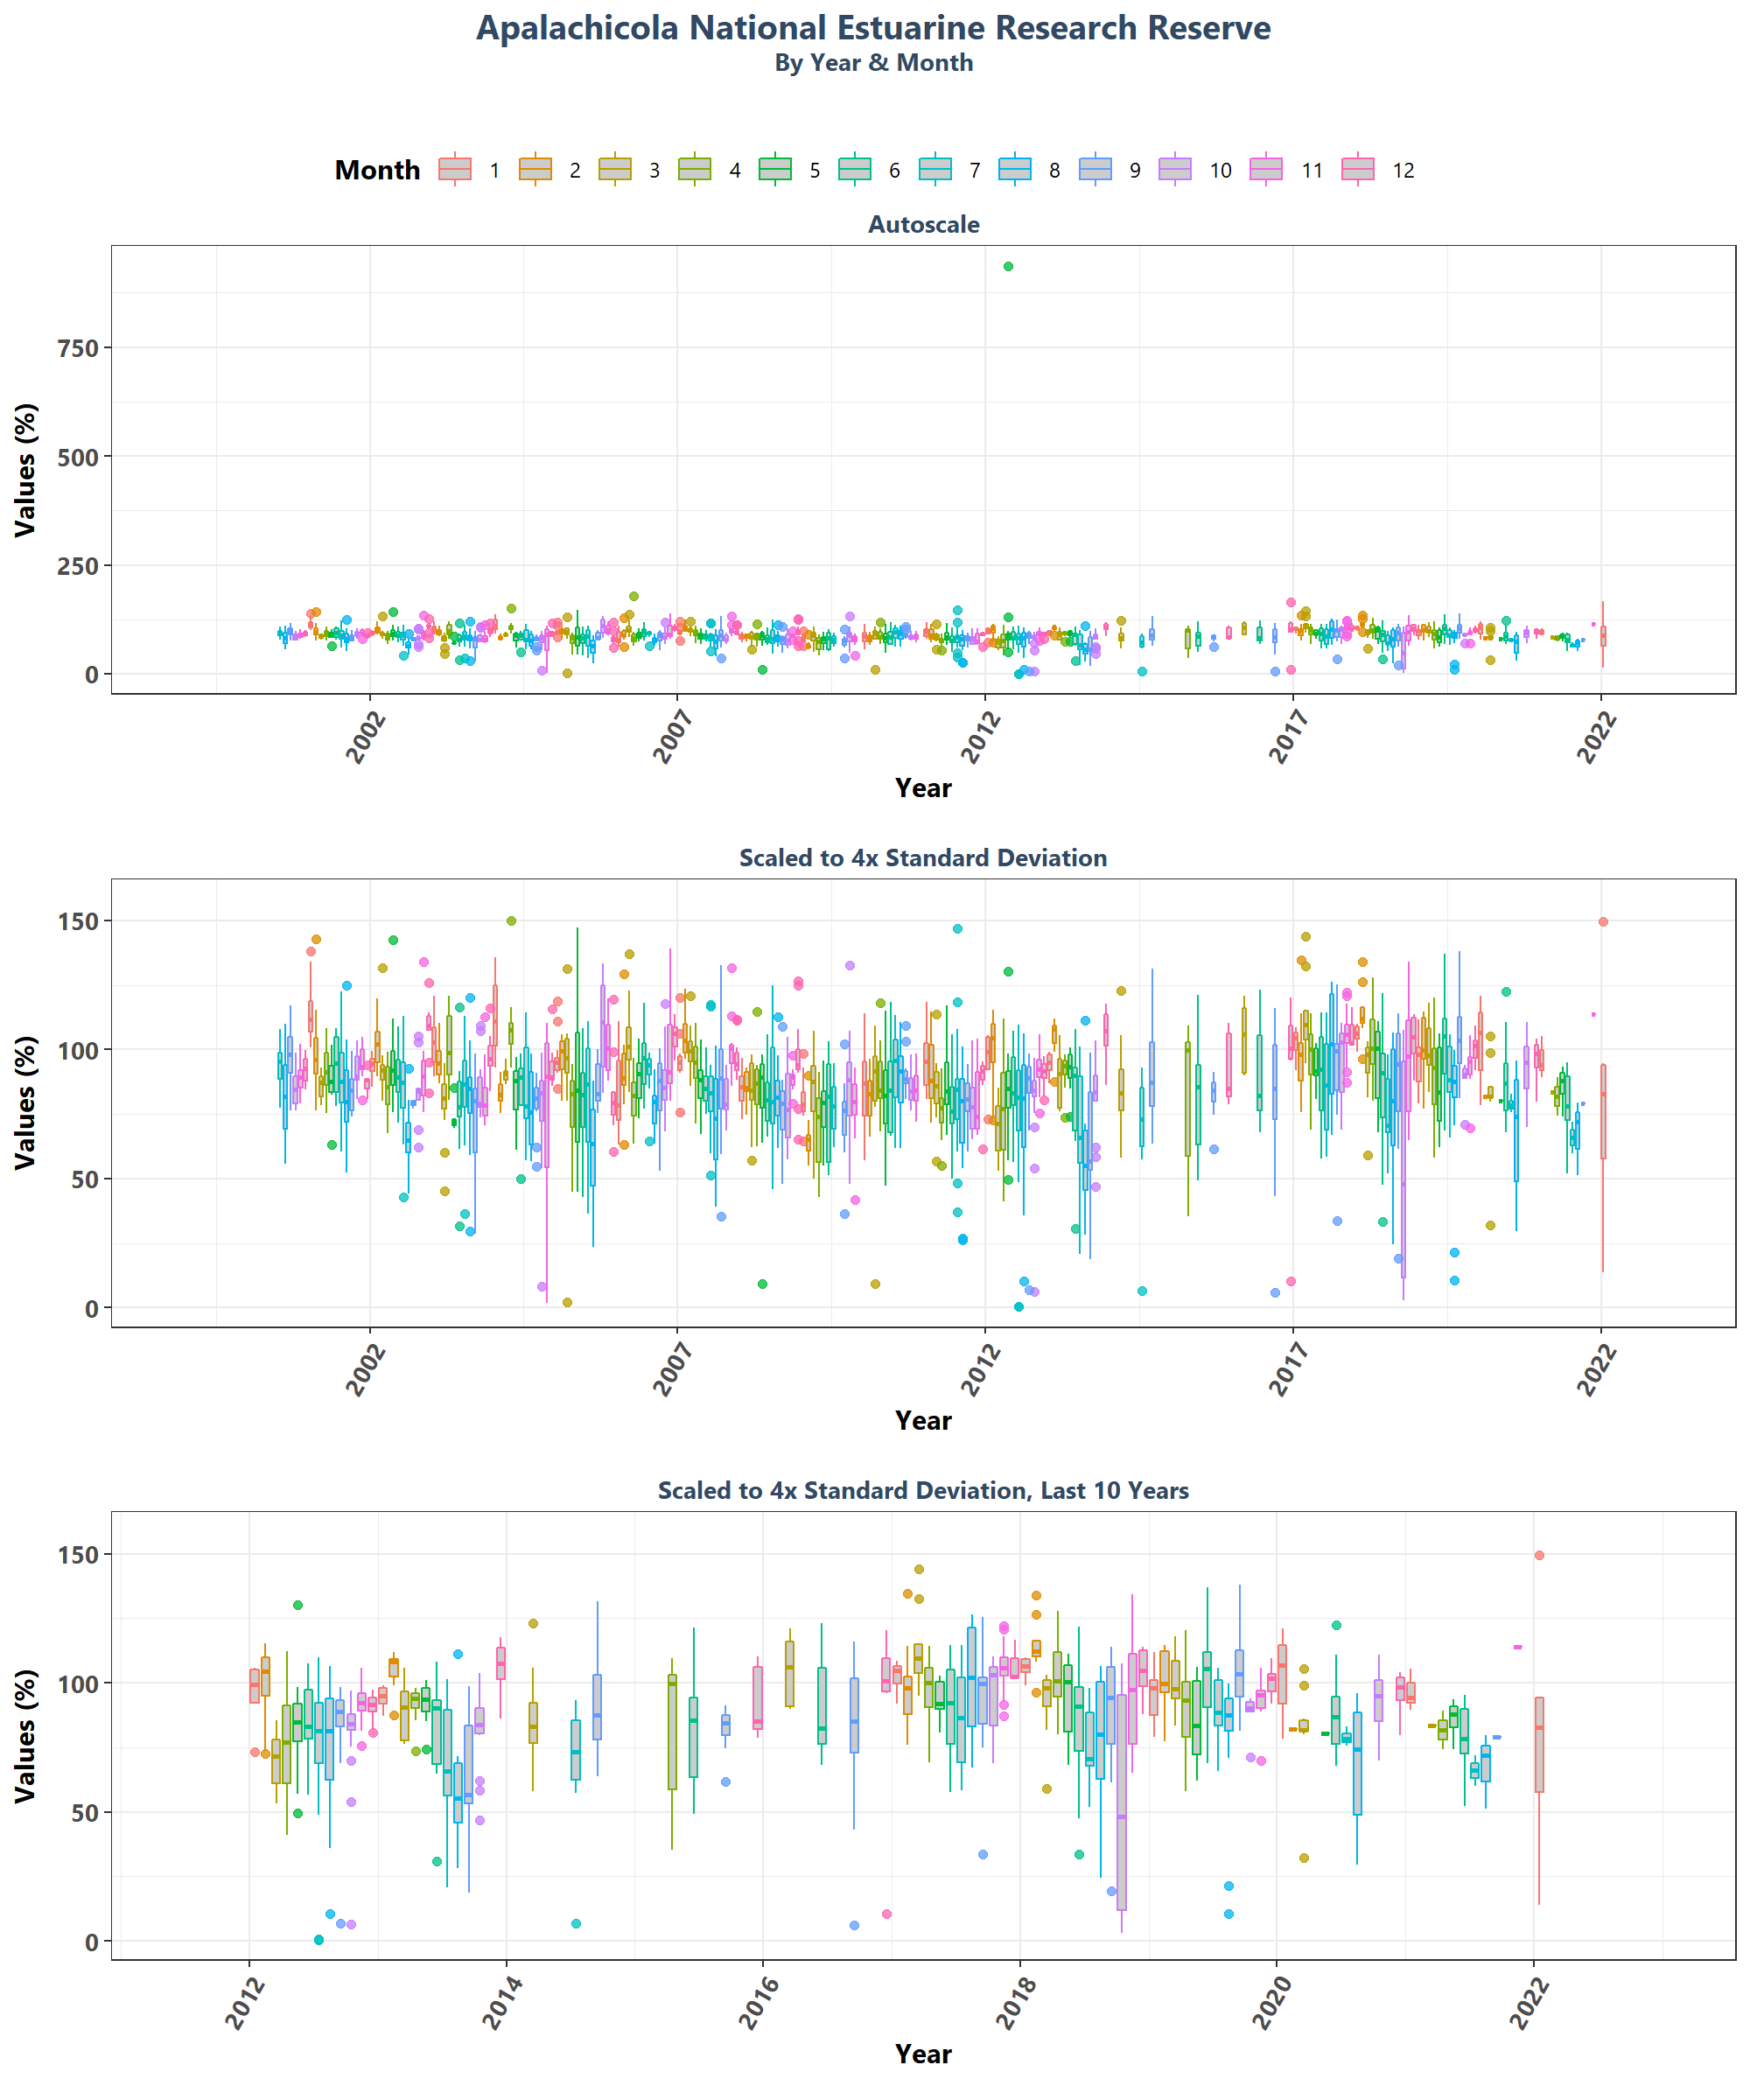 Apalachicola National Estuarine Research Reserve
By Year & Month
Month 1 2 3 4 5 6 7 8 9 10 11 12
Autoscale
Values (%)
750
500
250
0
2002 2007 2012 2017 2022
Year
Scaled to 4x Standard Deviation
Values (%)
150
100
50
0
2002 2007 2012 2017 2022
Year
Scaled to 4x Standard Deviation, Last 10 Years
Values (%)
150
100
50
0
2012 2014 2016 2018 2020 2022
Year